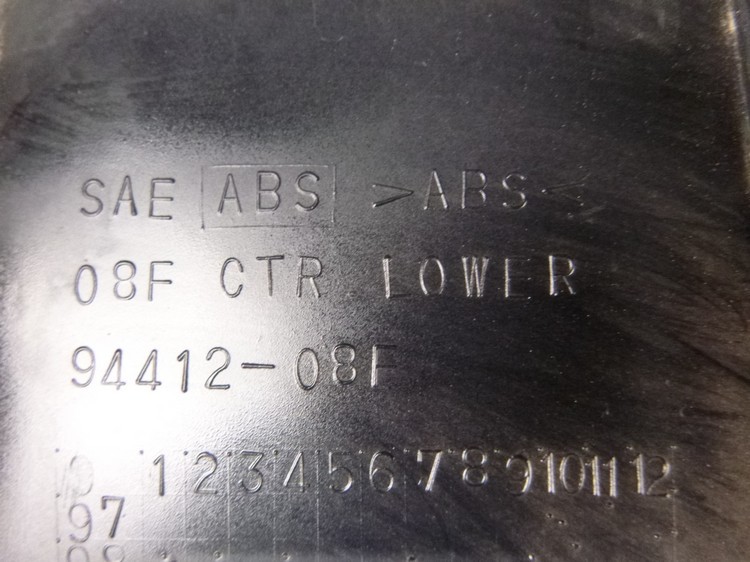 SAE ABS >ABS<
08F CTR LOWER
94412-08F
1 2 3 4 5 6 7 8 9 10 11 12
97
98